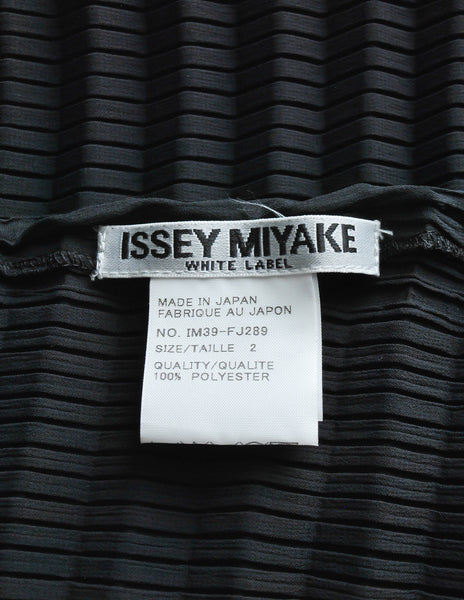 ISSEY MIYAKE
WHITE LABEL
MADE IN JAPAN
FABRIQUE AU JAPON
NO. IM39-FJ289
SIZE/TAILLE 2
QUALITY/QUALITE
100% POLYESTER